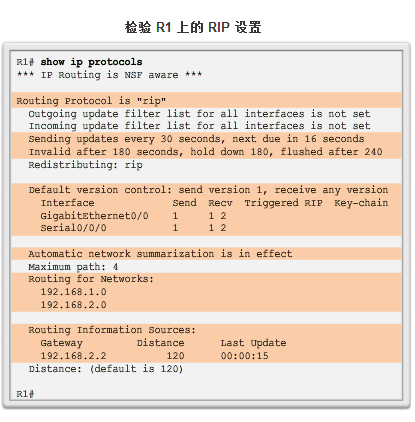 检验 R1 上的 RIP 设置
R1# show ip protocols
*** IP Routing is NSF aware ***
Routing Protocol is "rip"
Outgoing update filter list for all interfaces is not set
Incoming update filter list for all interfaces is not set
Sending updates every 30 seconds, next due in 16 seconds
Invalid after 180 seconds, hold down 180, flushed after 240
Redistributing: rip
Default version control: send version 1, receive any version
Interface Send Recv Triggered RIP Key-chain
GigabitEthernet0/0 1 1 2
Serial0/0/0 1 1 2
Automatic network summarization is in effect
Maximum path: 4
Routing for Networks:
192.168.1.0
192.168.2.0
Routing Information Sources:
Gateway Distance Last Update
192.168.2.2 120 00:00:15
Distance: (default is 120)
R1#